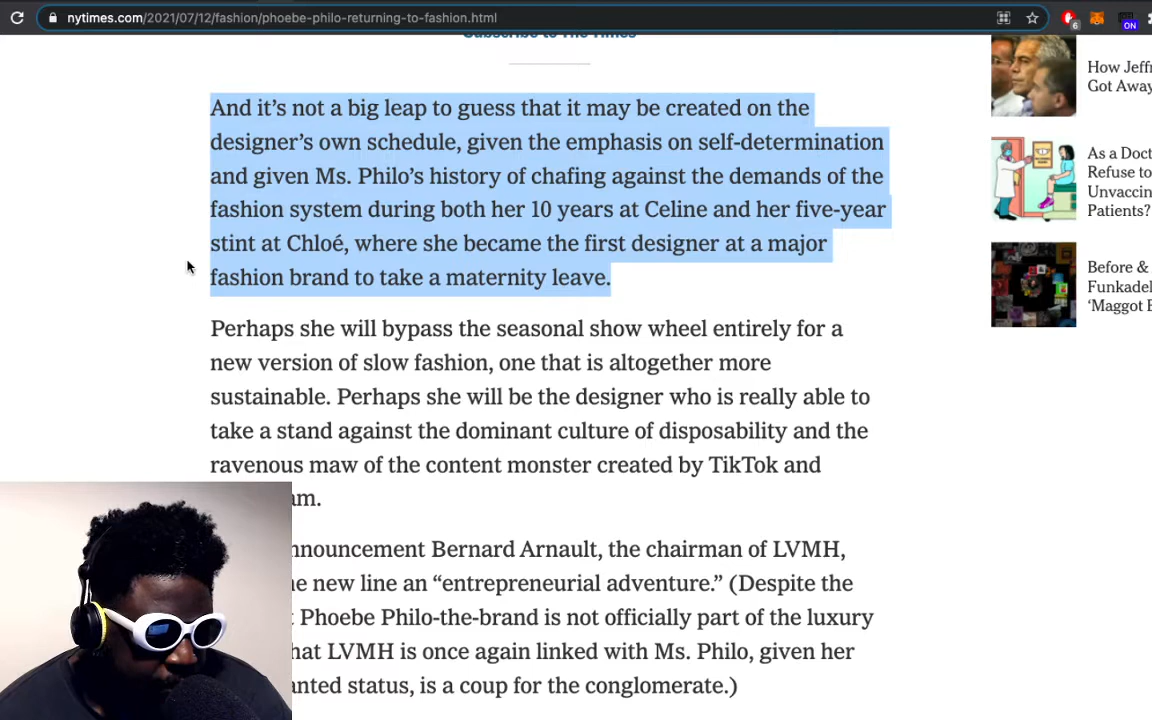 nytimes.com/2021/07/12/fashion/phoebe-philo-returning-to-fashion.html
6
ON
Subscribe to The Times
And it’s not a big leap to guess that it may be created on the
designer’s own schedule, given the emphasis on self-determination
and given Ms. Philo’s history of chafing against the demands of the
fashion system during both her 10 years at Celine and her five-year
stint at Chloé, where she became the first designer at a major
fashion brand to take a maternity leave.
Perhaps she will bypass the seasonal show wheel entirely for a
new version of slow fashion, one that is altogether more
sustainable. Perhaps she will be the designer who is really able to
take a stand against the dominant culture of disposability and the
ravenous maw of the content monster created by TikTok and
am.
nnouncement Bernard Arnault, the chairman of LVMH,
e new line an “entrepreneurial adventure.” (Despite the
Phoebe Philo-the-brand is not officially part of the luxury
hat LVMH is once again linked with Ms. Philo, given her
anted status, is a coup for the conglomerate.)
How Jeff
Got Away
As a Doct
Refuse to
Unvaccin
Patients?
Before &
Funkadel
‘Maggot B